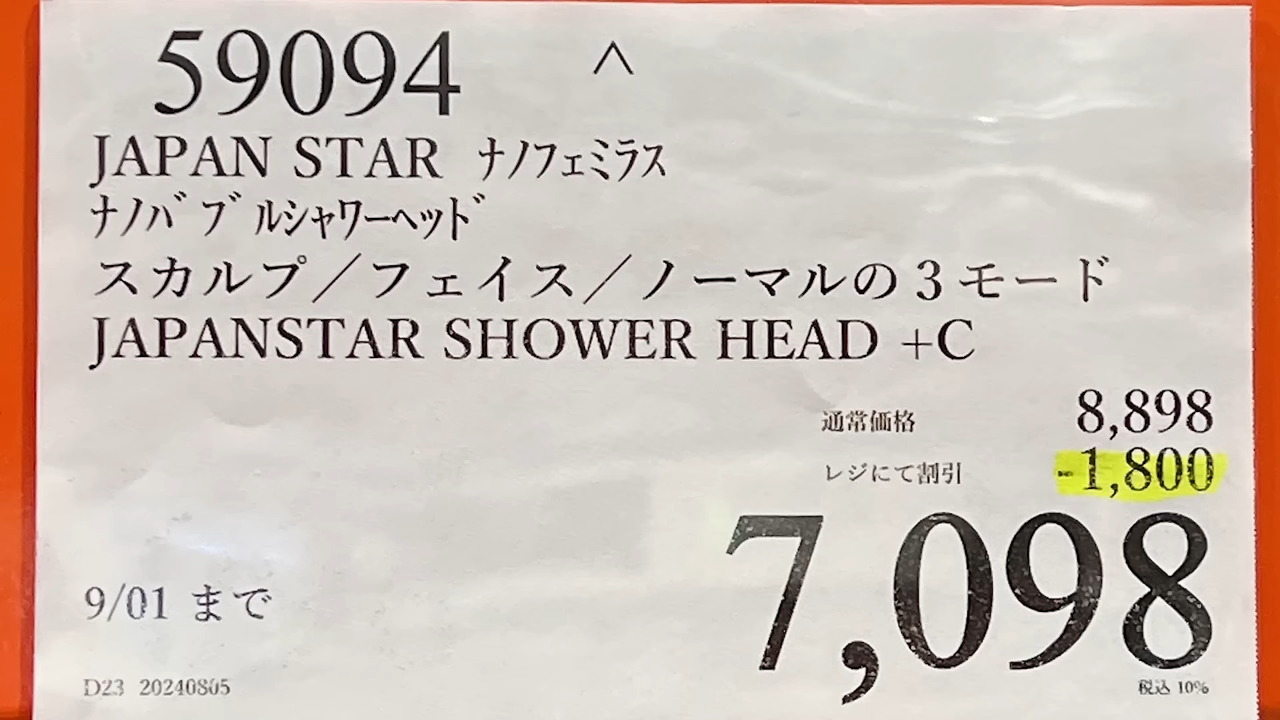 59094 ^
JAPAN STAR ナノフェミラス
ナノバブルシャワーヘッド
スカルプ／フェイス／ノーマルの3モード
JAPANSTAR SHOWER HEAD +C
通常価格 8,898
レジにて割引 -1,800
7,098
9/01 まで
D23 20240805
税込 10%